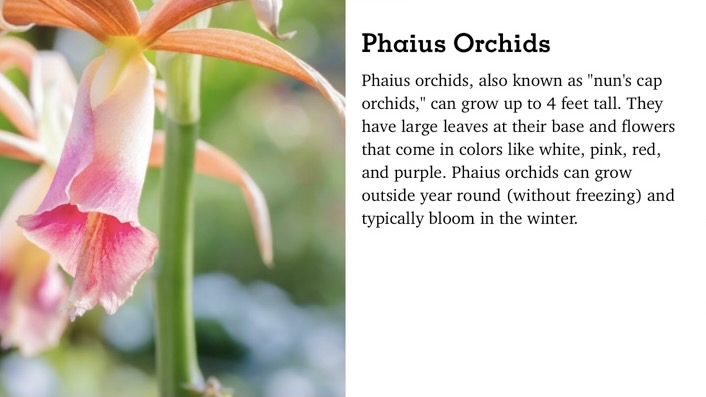 Phaius Orchids
Phaius orchids, also known as "nun's cap
orchids," can grow up to 4 feet tall. They
have large leaves at their base and flowers
that come in colors like white, pink, red,
and purple. Phaius orchids can grow
outside year round (without freezing) and
typically bloom in the winter.